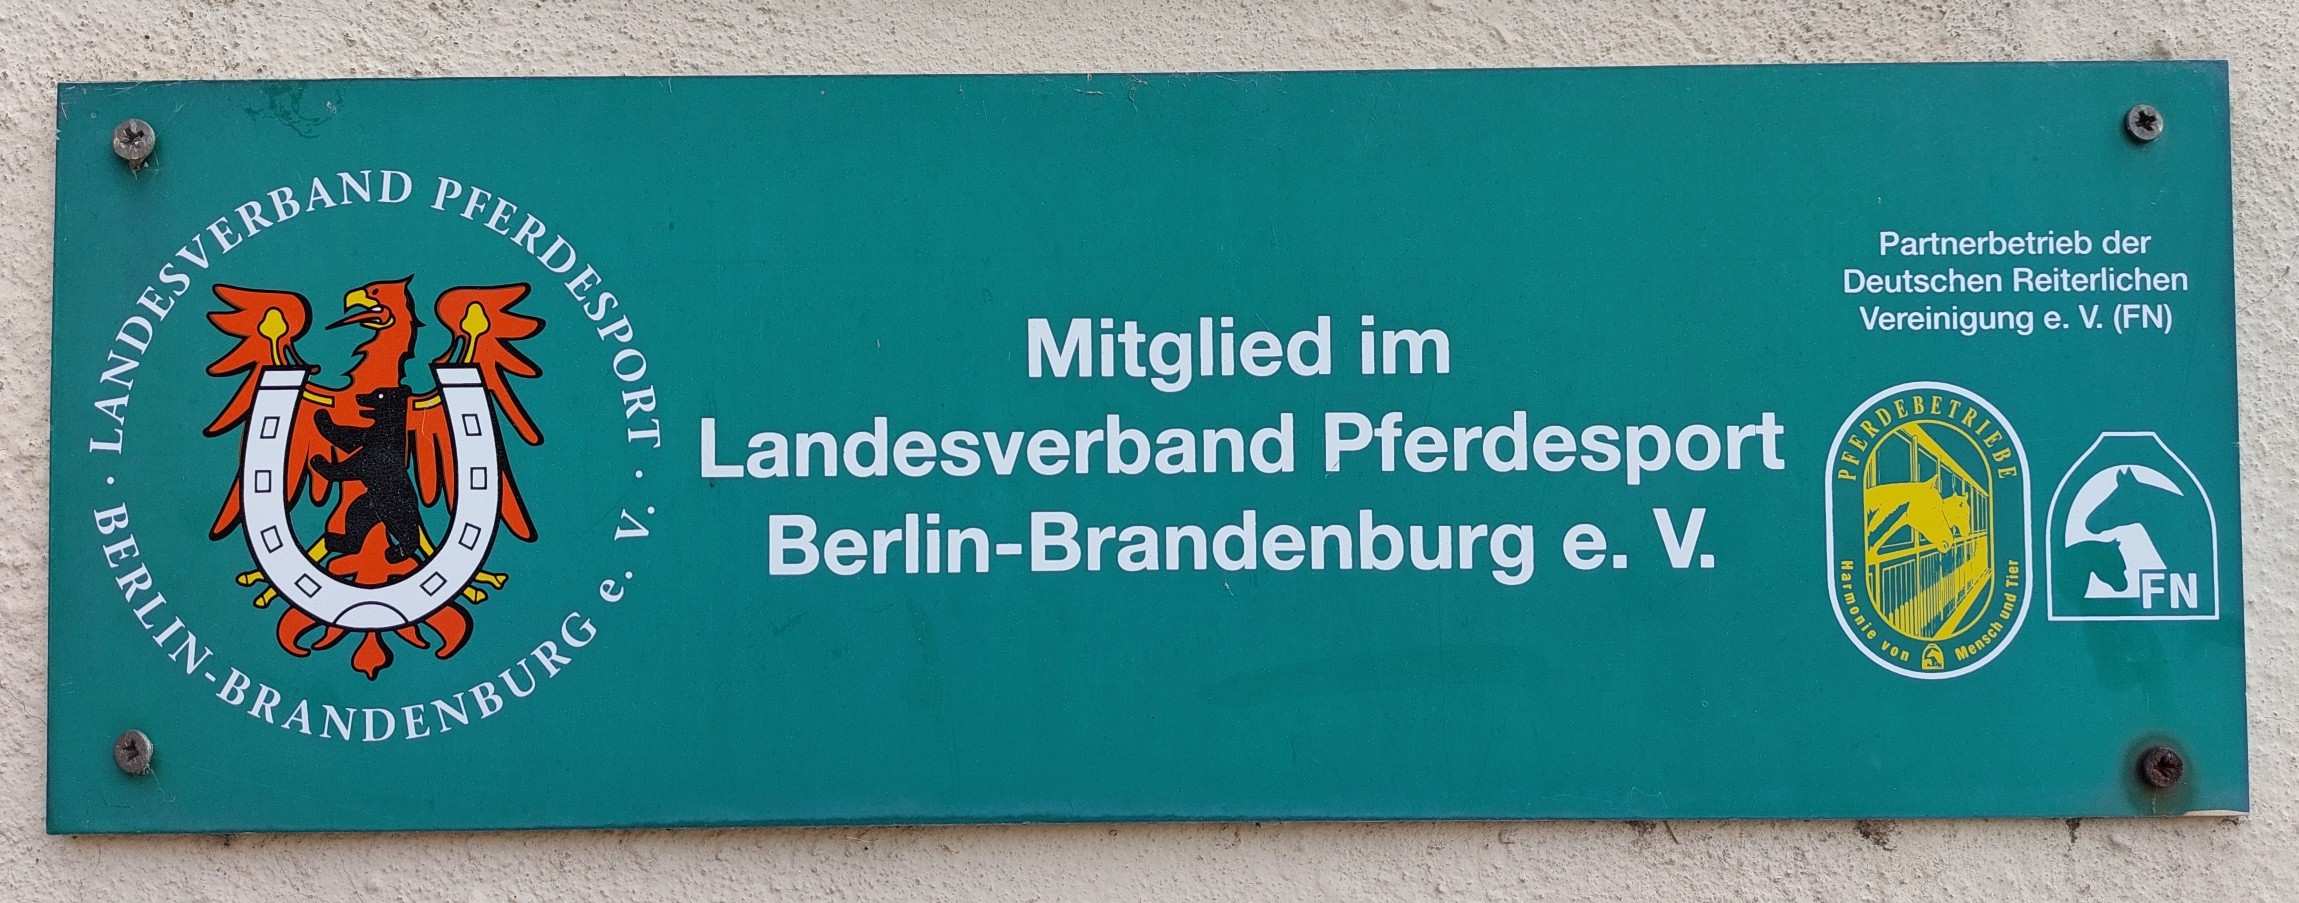 LANDESVERBAND PFERDESPORT
· BERLIN-BRANDENBURG e. V. ·
Mitglied im
Landesverband Pferdesport
Berlin-Brandenburg e. V.
Partnerbetrieb der
Deutschen Reiterlichen
Vereinigung e. V. (FN)
PFERDEBETRIEBE
Harmonie von Mensch und Tier
FN